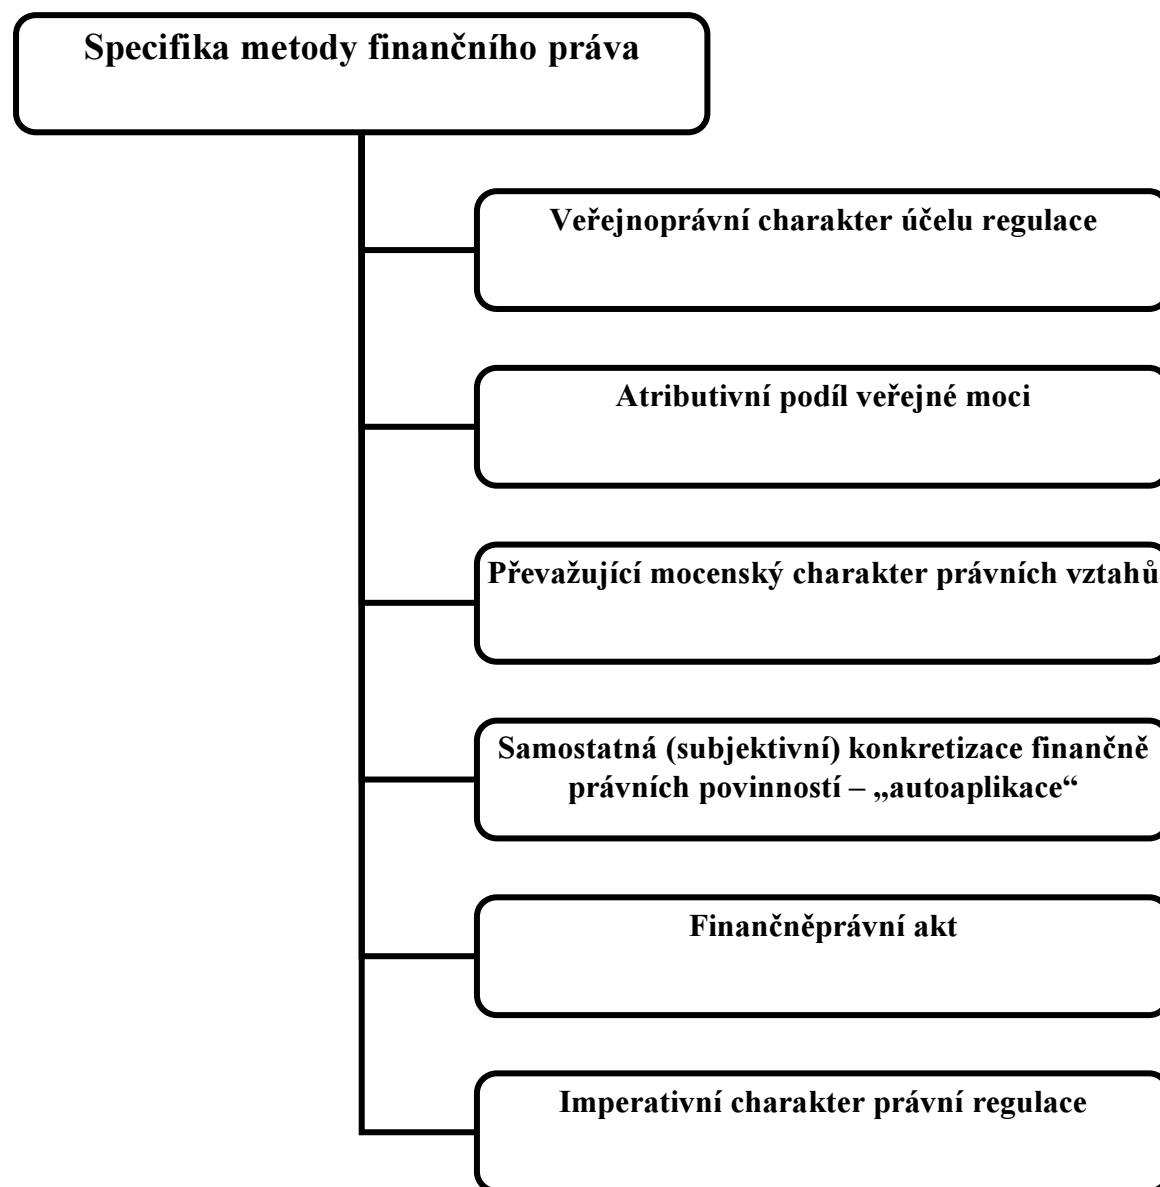 Specifika metody finančního práva
Veřejnoprávní charakter účelu regulace
Atributivní podíl veřejné moci
Převažující mocenský charakter právních vztahů
Samostatná (subjektivní) konkretizace finančně
právních povinností – „autoaplikace“
Finančněprávní akt
Imperativní charakter právní regulace